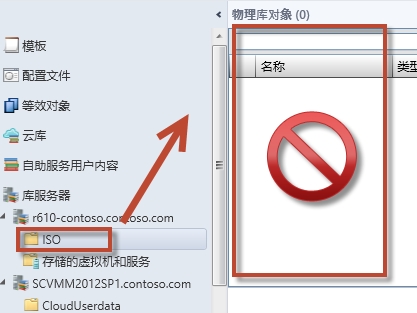 物理库对象 (0)
模板
配置文件
等效对象
云库
自助服务用户内容
库服务器
r610-contoso.contoso.com
ISO
存储的虚拟机和服务
SCVMM2012SP1.contoso.com
CloudUserdata
名称
类型